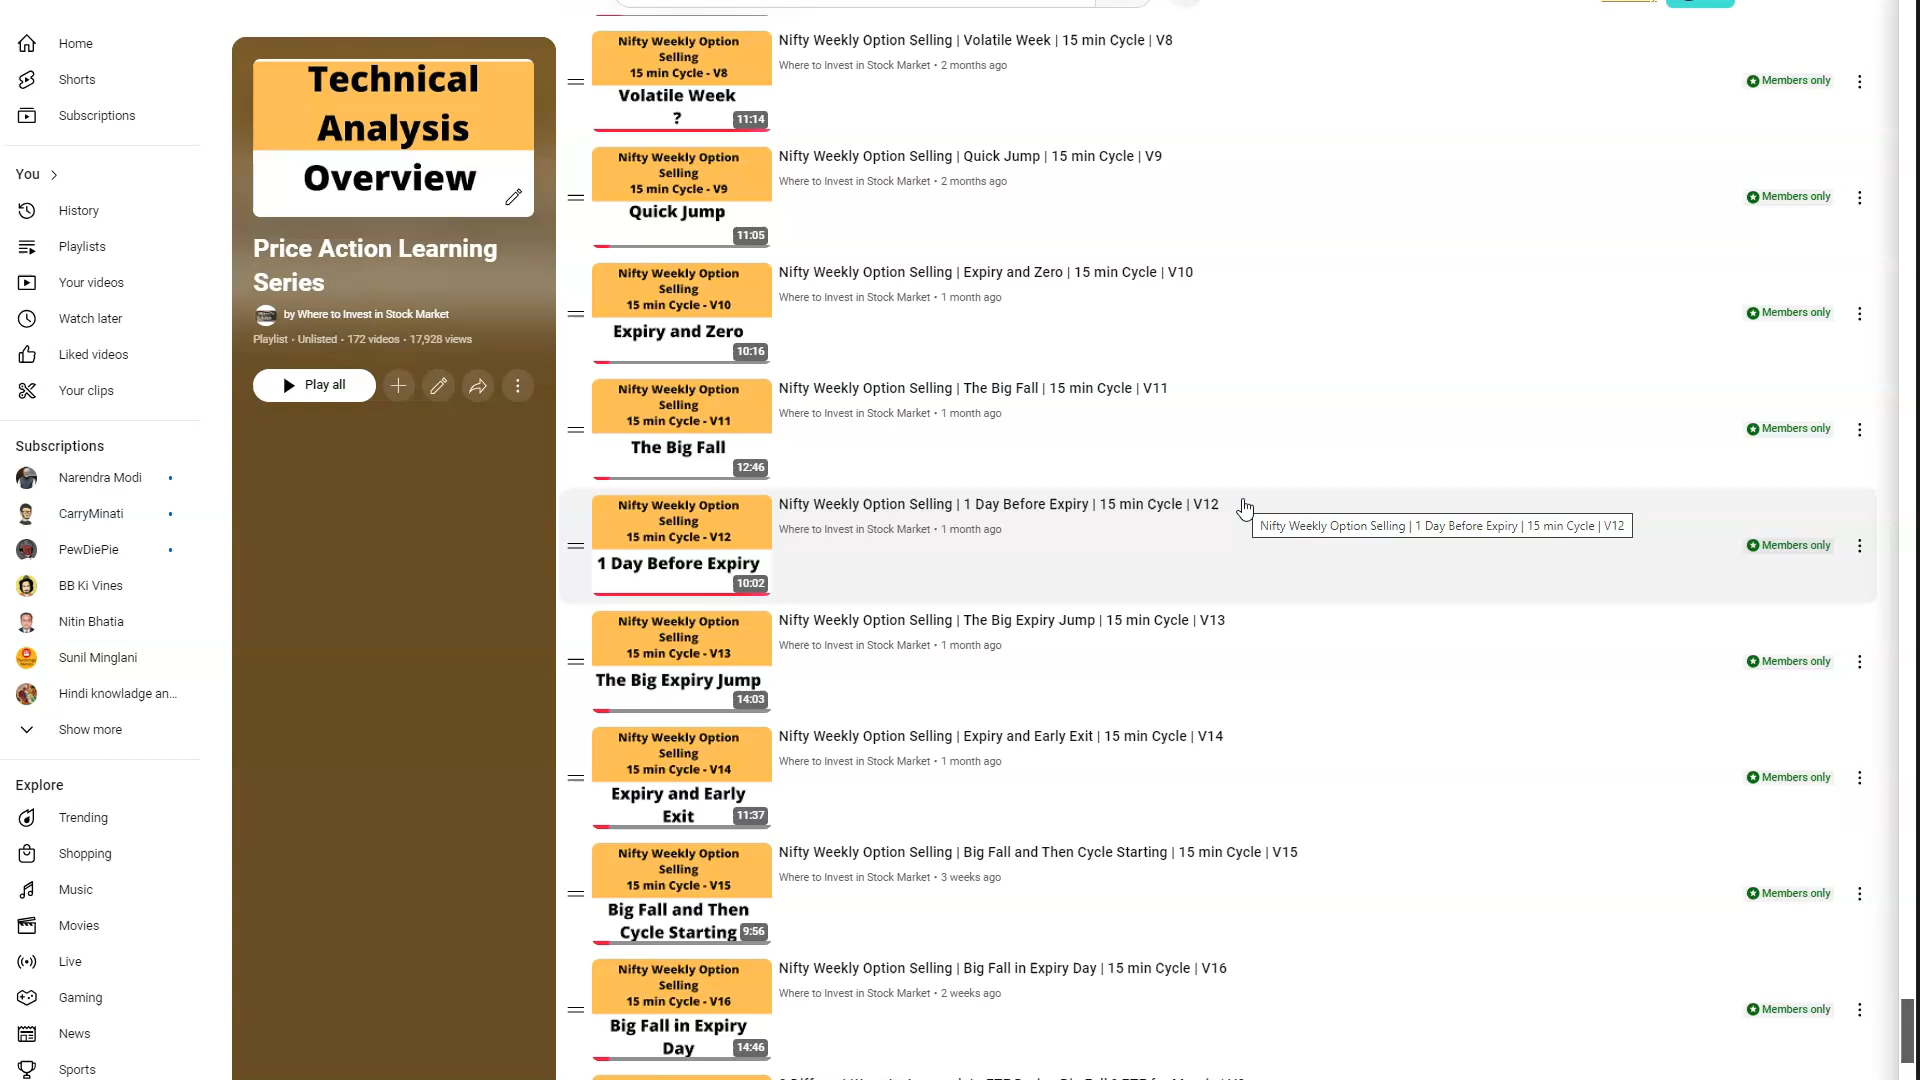 Home
Shorts
Subscriptions
You
History
Playlists
Your videos
Watch later
Liked videos
Your clips
Subscriptions
Narendra Modi
CarryMinati
PewDiePie
BB Ki Vines
Nitin Bhatia
Sunil Minglani
Hindi knowladge an...
Show more
Explore
Trending
Shopping
Music
Movies
Live
Gaming
News
Sports
Technical
Analysis
Overview
Price Action Learning
Series
by Where to Invest in Stock Market
Playlist • Unlisted • 172 videos • 17,928 views
Play all
Nifty Weekly Option
Selling
15 min Cycle - V8
Volatile Week
?
11:14
Nifty Weekly Option Selling | Volatile Week | 15 min Cycle | V8
Where to Invest in Stock Market • 2 months ago
Members only
Nifty Weekly Option
Selling
15 min Cycle - V9
Quick Jump
11:05
Nifty Weekly Option Selling | Quick Jump | 15 min Cycle | V9
Where to Invest in Stock Market • 2 months ago
Members only
Nifty Weekly Option
Selling
15 min Cycle - V10
Expiry and Zero
10:16
Nifty Weekly Option Selling | Expiry and Zero | 15 min Cycle | V10
Where to Invest in Stock Market • 1 month ago
Members only
Nifty Weekly Option
Selling
15 min Cycle - V11
The Big Fall
12:46
Nifty Weekly Option Selling | The Big Fall | 15 min Cycle | V11
Where to Invest in Stock Market • 1 month ago
Members only
Nifty Weekly Option
Selling
15 min Cycle - V12
1 Day Before Expiry
10:02
Nifty Weekly Option Selling | 1 Day Before Expiry | 15 min Cycle | V12
Where to Invest in Stock Market • 1 month ago
Nifty Weekly Option Selling | 1 Day Before Expiry | 15 min Cycle | V12
Members only
Nifty Weekly Option
Selling
15 min Cycle - V13
The Big Expiry Jump
14:03
Nifty Weekly Option Selling | The Big Expiry Jump | 15 min Cycle | V13
Where to Invest in Stock Market • 1 month ago
Members only
Nifty Weekly Option
Selling
15 min Cycle - V14
Expiry and Early
Exit
11:37
Nifty Weekly Option Selling | Expiry and Early Exit | 15 min Cycle | V14
Where to Invest in Stock Market • 1 month ago
Members only
Nifty Weekly Option
Selling
15 min Cycle - V15
Big Fall and Then
Cycle Starting
9:56
Nifty Weekly Option Selling | Big Fall and Then Cycle Starting | 15 min Cycle | V15
Where to Invest in Stock Market • 3 weeks ago
Members only
Nifty Weekly Option
Selling
15 min Cycle - V16
Big Fall in Expiry
Day
14:46
Nifty Weekly Option Selling | Big Fall in Expiry Day | 15 min Cycle | V16
Where to Invest in Stock Market • 2 weeks ago
Members only